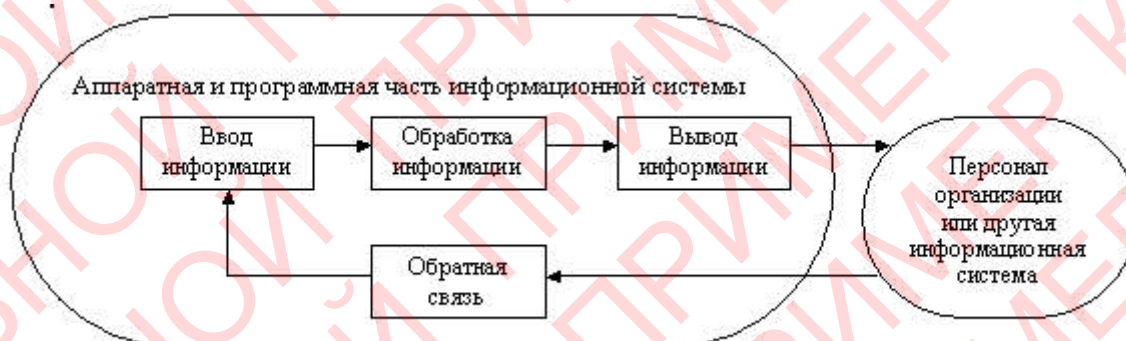 Аппаратная и программная часть информационной системы
Ввод
информации
Обработка
информации
Вывод
информации
Персонал
организации
или другая
информационная
система
Обратная
связь
ПРИМЕР